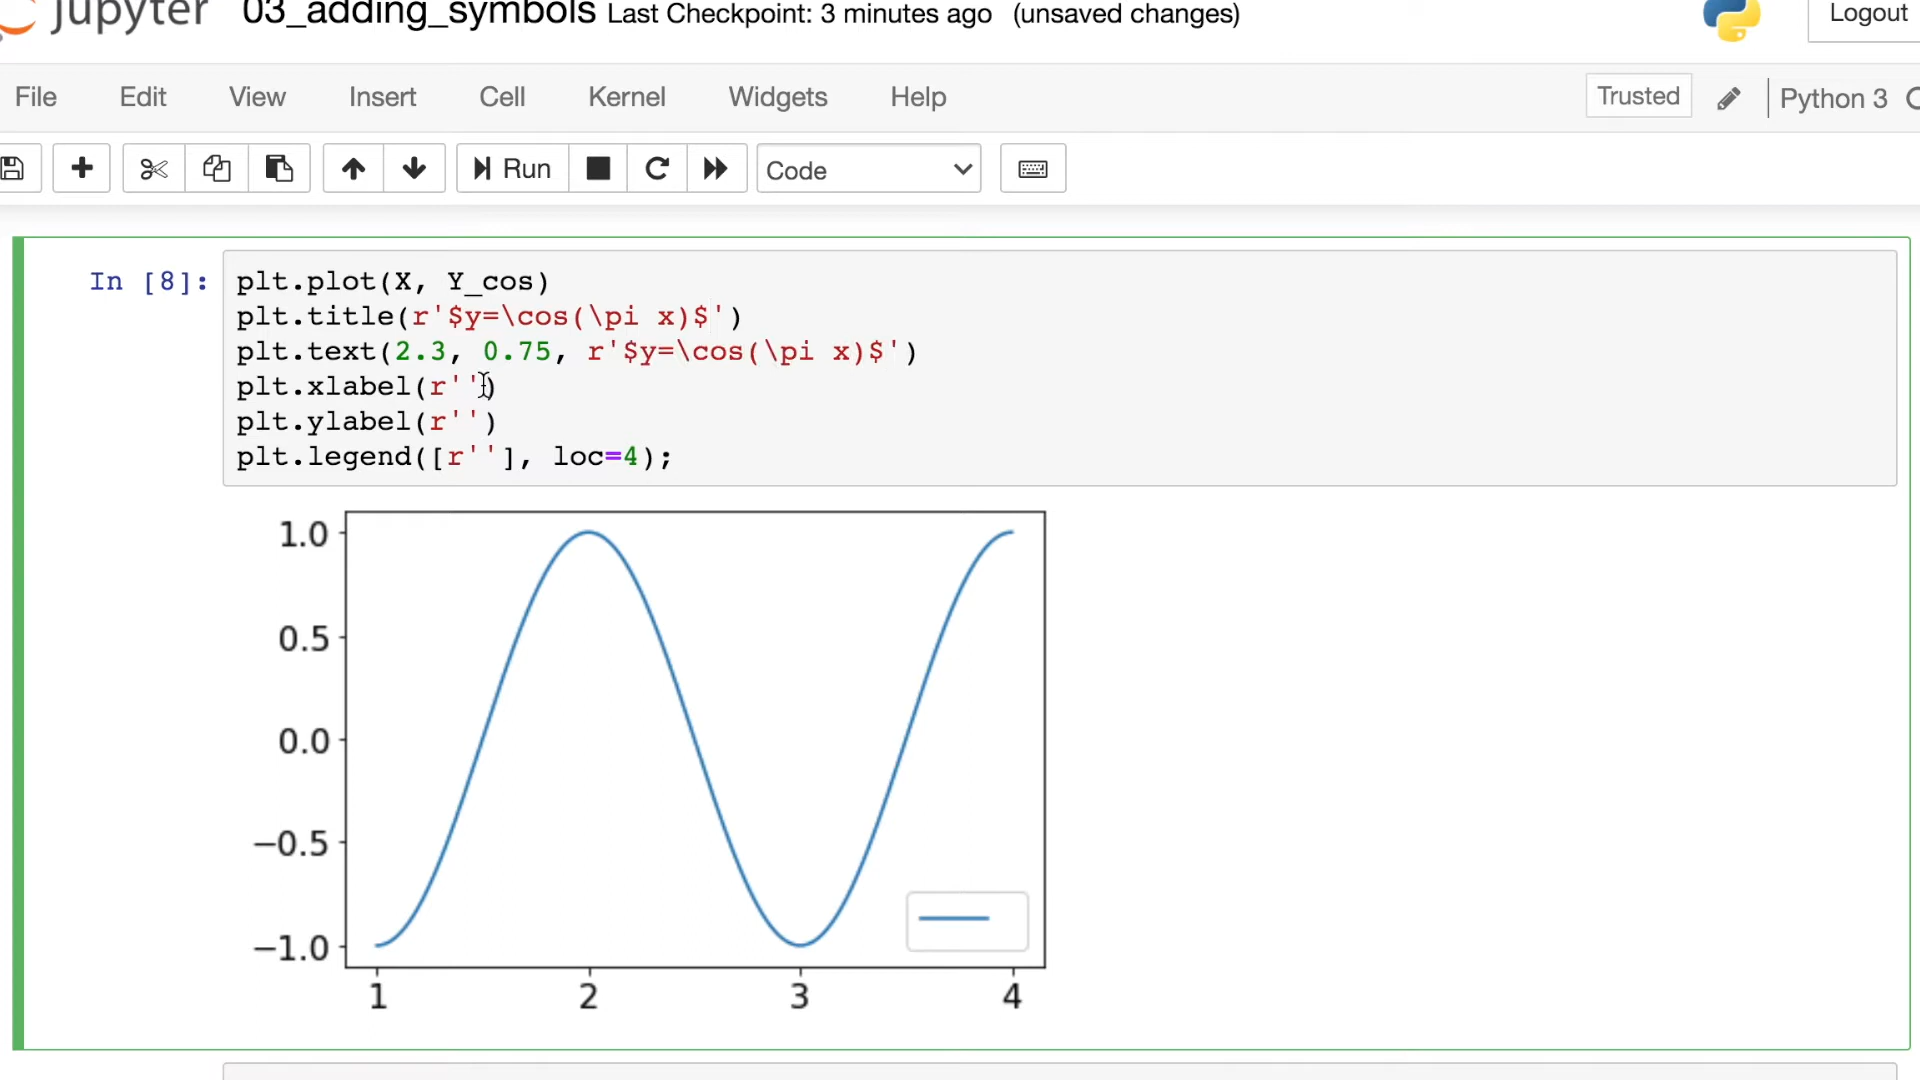 jupyter 03_adding_symbols Last Checkpoint: 3 minutes ago (unsaved changes) Logout
File Edit View Insert Cell Kernel Widgets Help Trusted Python 3
Run Code
In [8]: plt.plot(X, Y_cos)
plt.title(r'$y=\cos(\pi x)$')
plt.text(2.3, 0.75, r'$y=\cos(\pi x)$')
plt.xlabel(r'')
plt.ylabel(r'')
plt.legend([r''], loc=4);
1.0
0.5
0.0
−0.5
−1.0
1 2 3 4